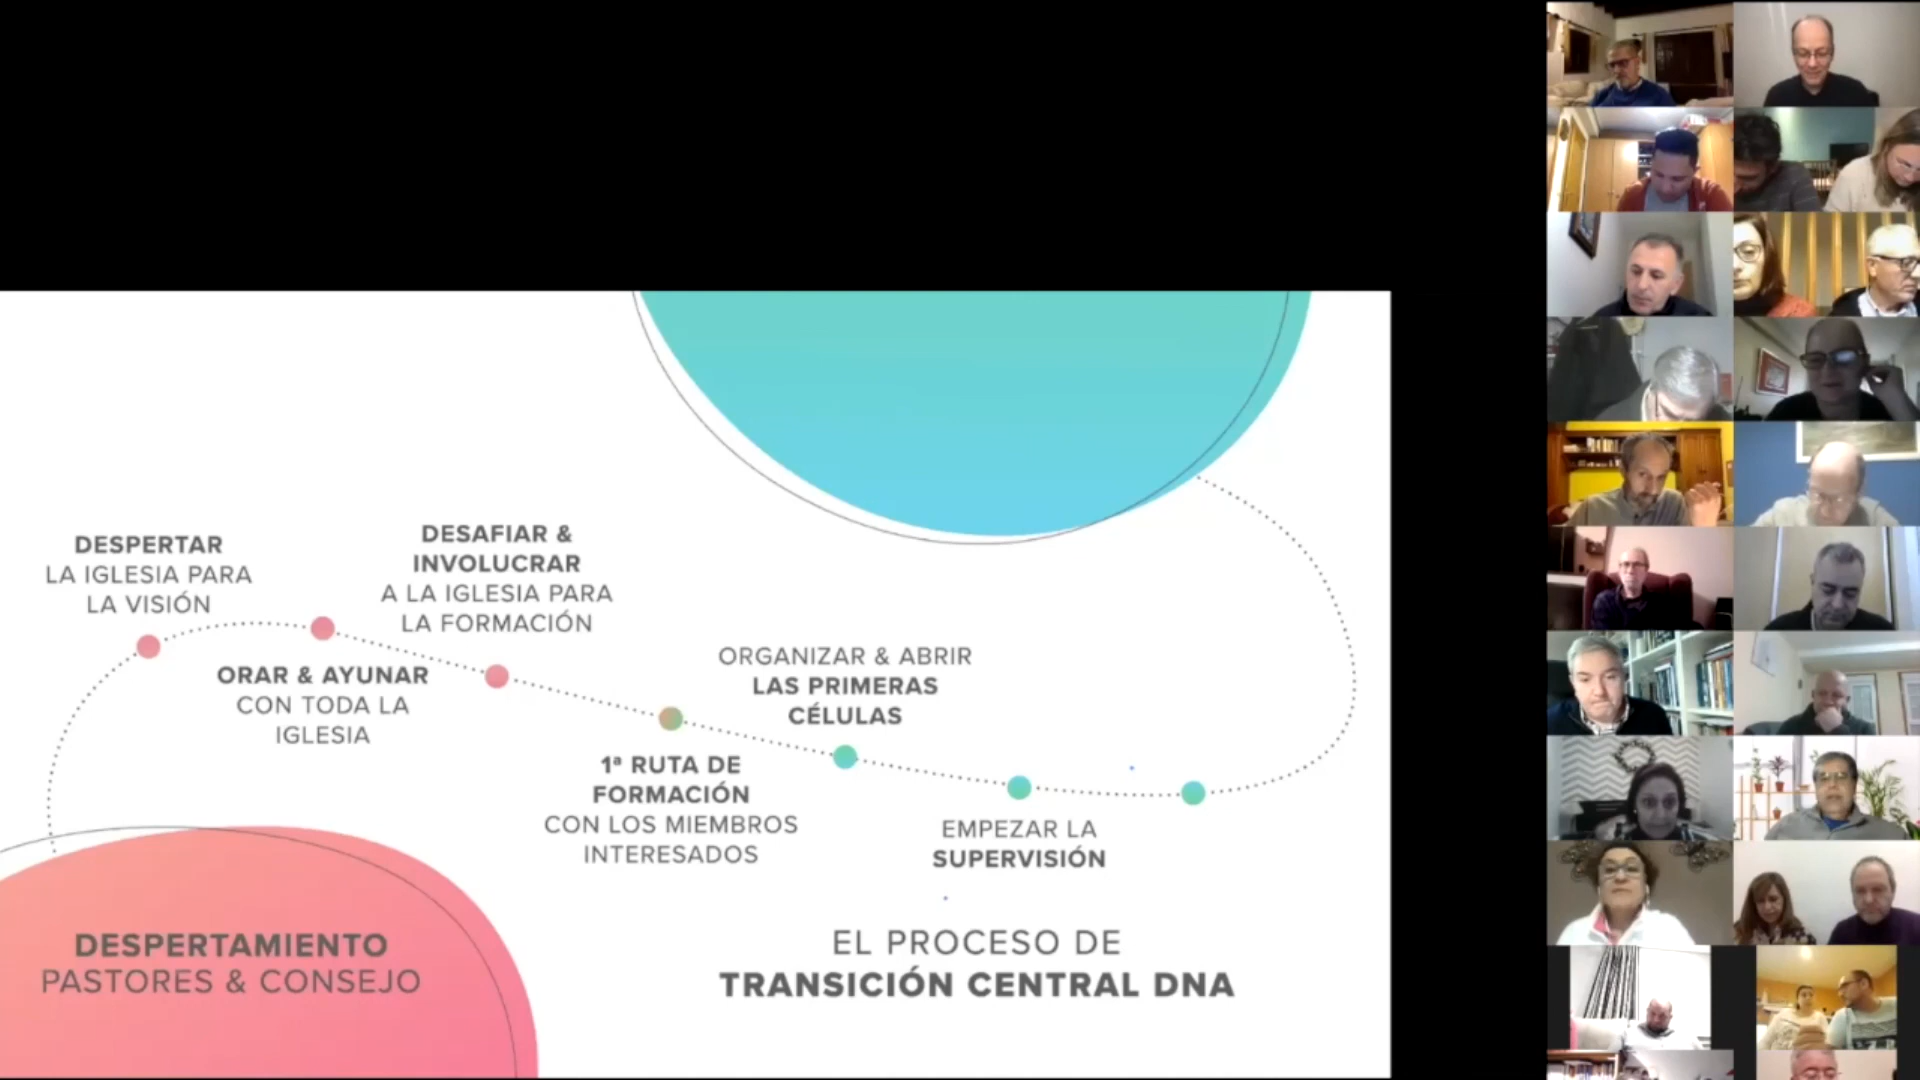 DESPERTAR
LA IGLESIA PARA
LA VISIÓN
ORAR & AYUNAR
CON TODA LA
IGLESIA
DESAFIAR &
INVOLUCRAR
A LA IGLESIA PARA
LA FORMACIÓN
1ª RUTA DE
FORMACIÓN
CON LOS MIEMBROS
INTERESADOS
ORGANIZAR & ABRIR
LAS PRIMERAS
CÉLULAS
EMPEZAR LA
SUPERVISIÓN
DESPERTAMIENTO
PASTORES & CONSEJO
EL PROCESO DE
TRANSICIÓN CENTRAL DNA